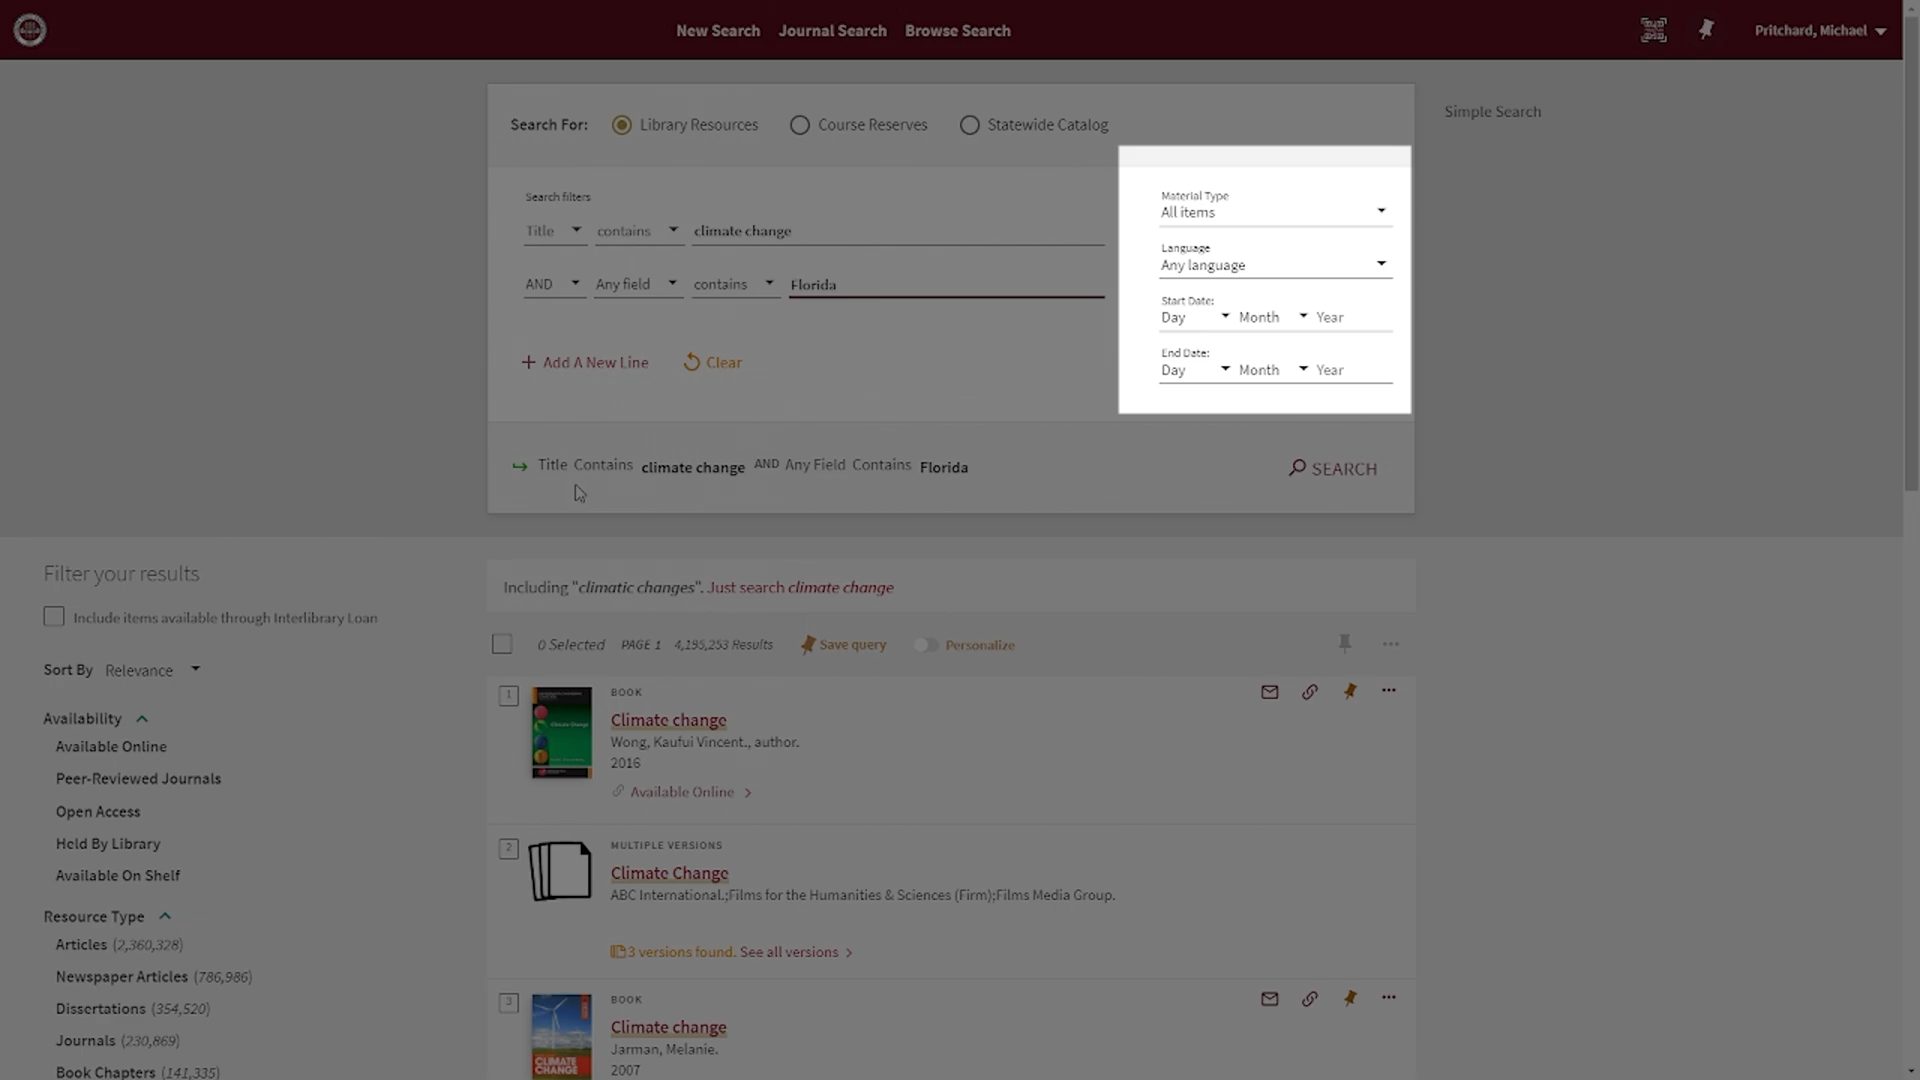 New Search Journal Search Browse Search
Pritchard, Michael
Search For: Library Resources Course Reserves Statewide Catalog
Simple Search
Search filters
Title contains climate change
AND Any field contains Florida
Add A New Line Clear
Material Type
All items
Language
Any language
Start Date:
Day Month Year
End Date:
Day Month Year
Title Contains climate change AND Any Field Contains Florida
SEARCH
Filter your results
Include items available through Interlibrary Loan
Sort By Relevance
Availability
Available Online
Peer-Reviewed Journals
Open Access
Held By Library
Available On Shelf
Resource Type
Articles (2,360,328)
Newspaper Articles (786,986)
Dissertations (354,520)
Journals (230,869)
Book Chapters (141,335)
Including "climatic changes". Just search climate change
0 Selected PAGE 1 4,195,253 Results Save query Personalize
1
BOOK
Climate change
Wong, Kaufui Vincent., author.
2016
Available Online
Climate Change
2
MULTIPLE VERSIONS
Climate Change
ABC International.;Films for the Humanities & Sciences (Firm);Films Media Group.
3 versions found. See all versions
3
BOOK
Climate change
Jarman, Melanie.
2007
CLIMATE
CHANGE